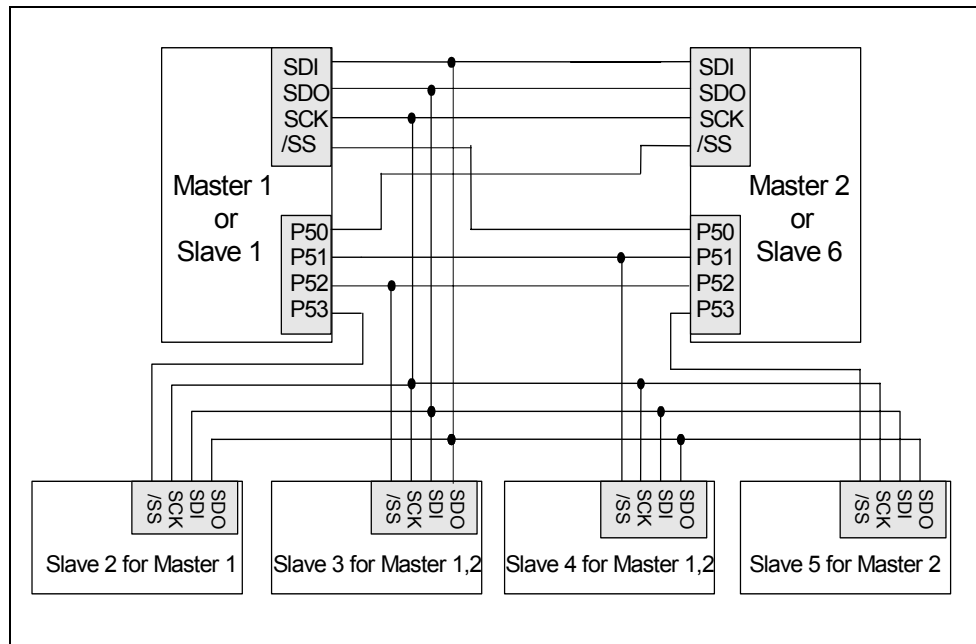 SDI
SDO
SCK
/SS
Master 1
or
Slave 1
P50
P51
P52
P53
SDI
SDO
SCK
/SS
Master 2
or
Slave 6
P50
P51
P52
P53
/SS
SCK
SDI
SDO
Slave 2 for Master 1
/SS
SCK
SDI
SDO
Slave 3 for Master 1,2
/SS
SCK
SDI
SDO
Slave 4 for Master 1,2
/SS
SCK
SDI
SDO
Slave 5 for Master 2